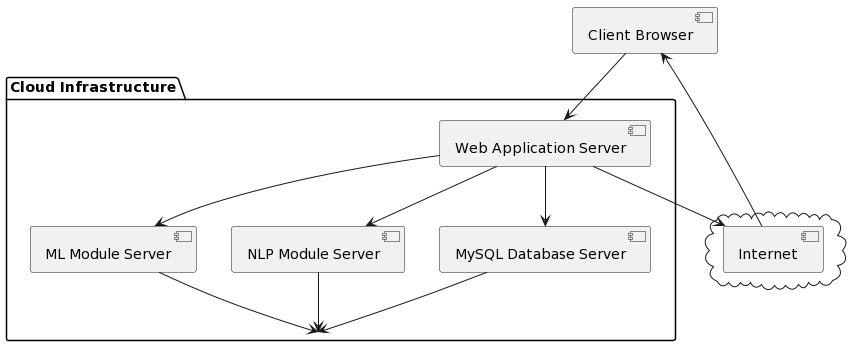 Client Browser
Cloud Infrastructure
Web Application Server
ML Module Server
NLP Module Server
MySQL Database Server
Internet